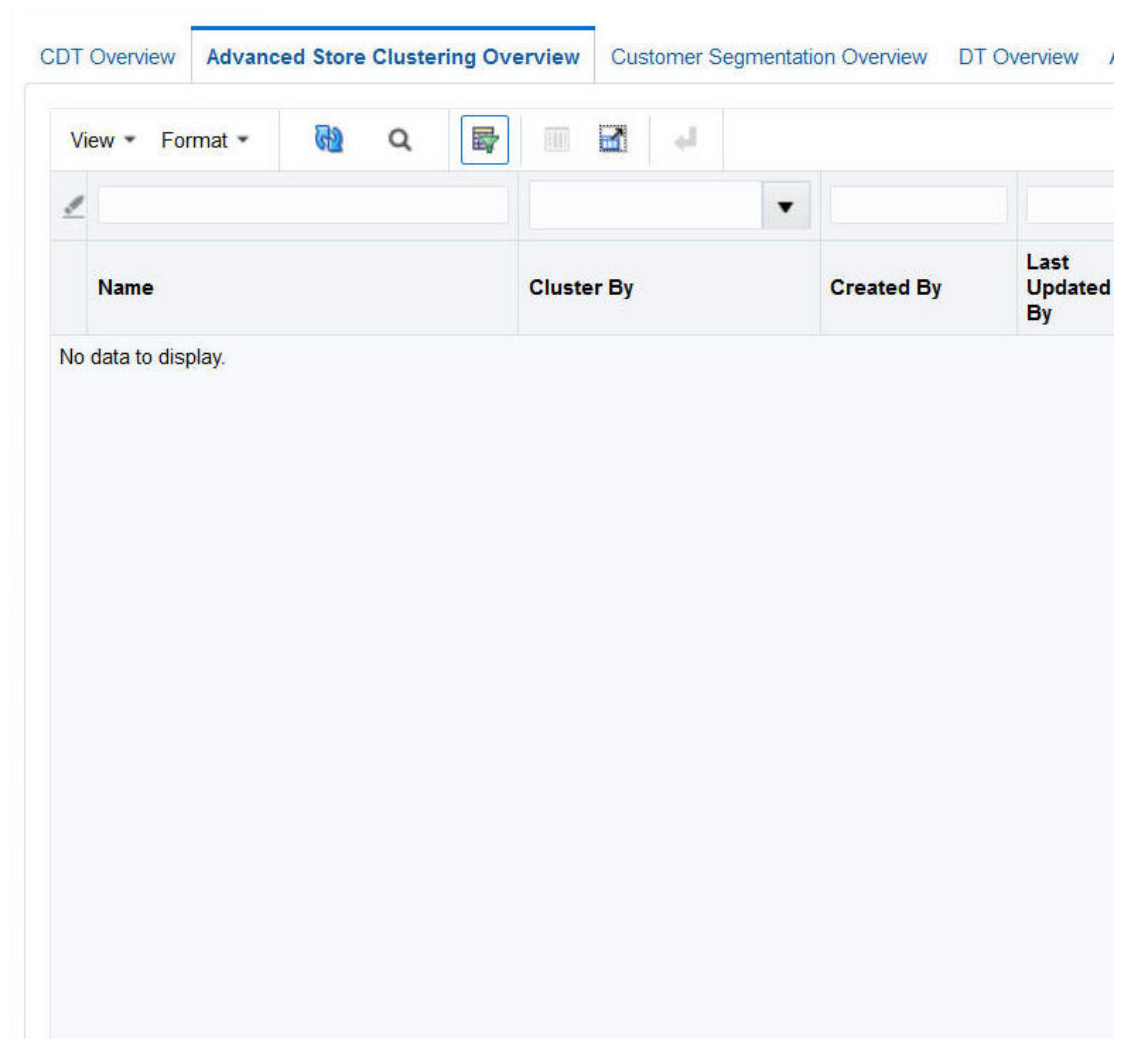 CDT Overview Advanced Store Clustering Overview Customer Segmentation Overview DT Overview
View Format
Name Cluster By Created By Last Updated By
No data to display.